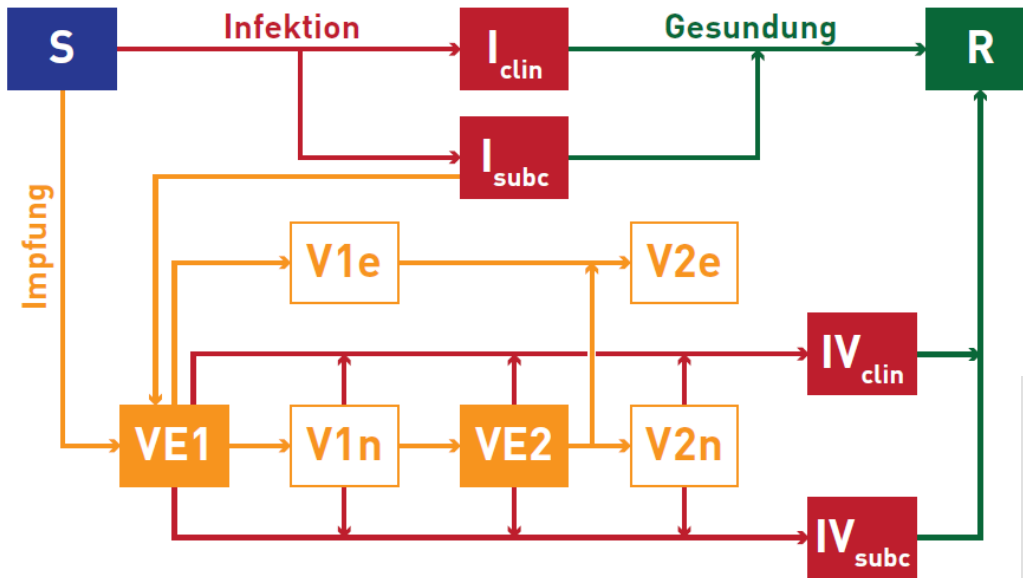 S
Infektion
I clin
Gesundung
R
I subc
Impfung
V1e
V2e
IV clin
VE1
V1n
VE2
V2n
IV subc